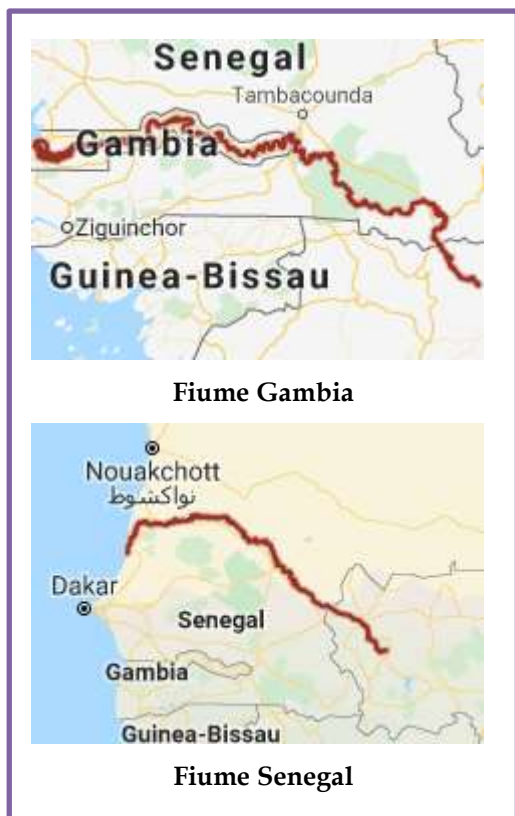 Senegal
Tambacounda
Gambia
Ziguinchor
Guinea-Bissau
Fiume Gambia
Nouakchott
نواكشوط
Dakar
Senegal
Gambia
Guinea-Bissau
Fiume Senegal